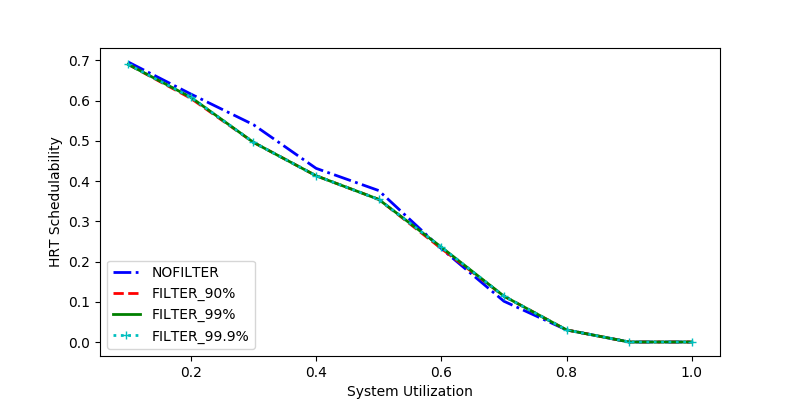 0.7
0.6
0.5
0.4
0.3
0.2
0.1
0.0
HRT Schedulability
NOFILTER
FILTER_90%
FILTER_99%
FILTER_99.9%
0.2 0.4 0.6 0.8 1.0
System Utilization